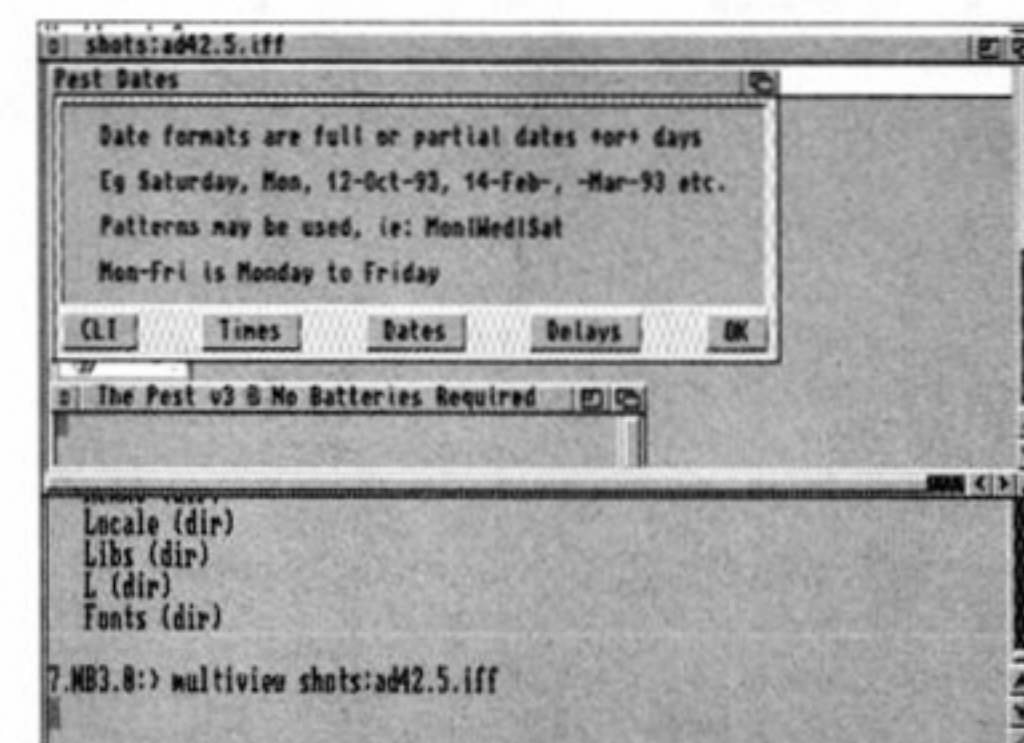 shots:ad42.5.iff
Pest Dates
Date formats are full or partial dates *or* days
Eg Saturday, Mon, 12-Oct-93, 14-Feb-, -Mar-93 etc.
Patterns may be used, ie: Mon|Wed|Sat
Mon-Fri is Monday to Friday
CLI Times Dates Delays OK
The Pest v3 © No Batteries Required
Locale (dir)
Libs (dir)
L (dir)
Fonts (dir)
7.WB3.0:> multiview shots:ad42.5.iff